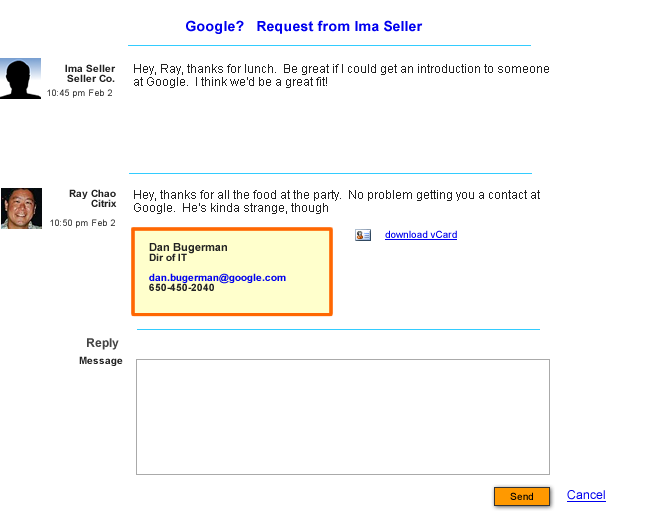 Google?   Request from Ima Seller
Ima Seller
Seller Co.
10:45 pm Feb 2
Hey, Ray, thanks for lunch.  Be great if I could get an introduction to someone
at Google.  I think we'd be a great fit!
Ray Chao
Citrix
10:50 pm Feb 2
Hey, thanks for all the food at the party.  No problem getting you a contact at
Google.  He's kinda strange, though
Dan Bugerman
Dir of IT
dan.bugerman@google.com
650-450-2040
download vCard
Reply
Message
Send
Cancel